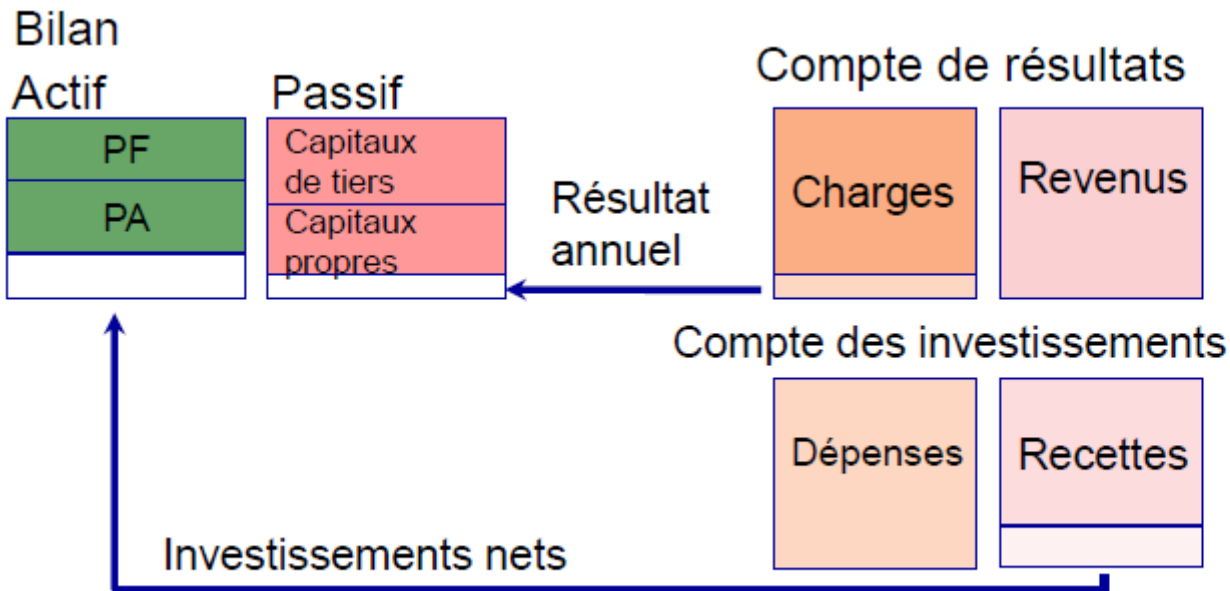 Bilan
Actif
Passif
PF
PA
Capitaux
de tiers
Capitaux
propres
Résultat
annuel
Compte de résultats
Charges
Revenus
Compte des investissements
Dépenses
Recettes
Investissements nets